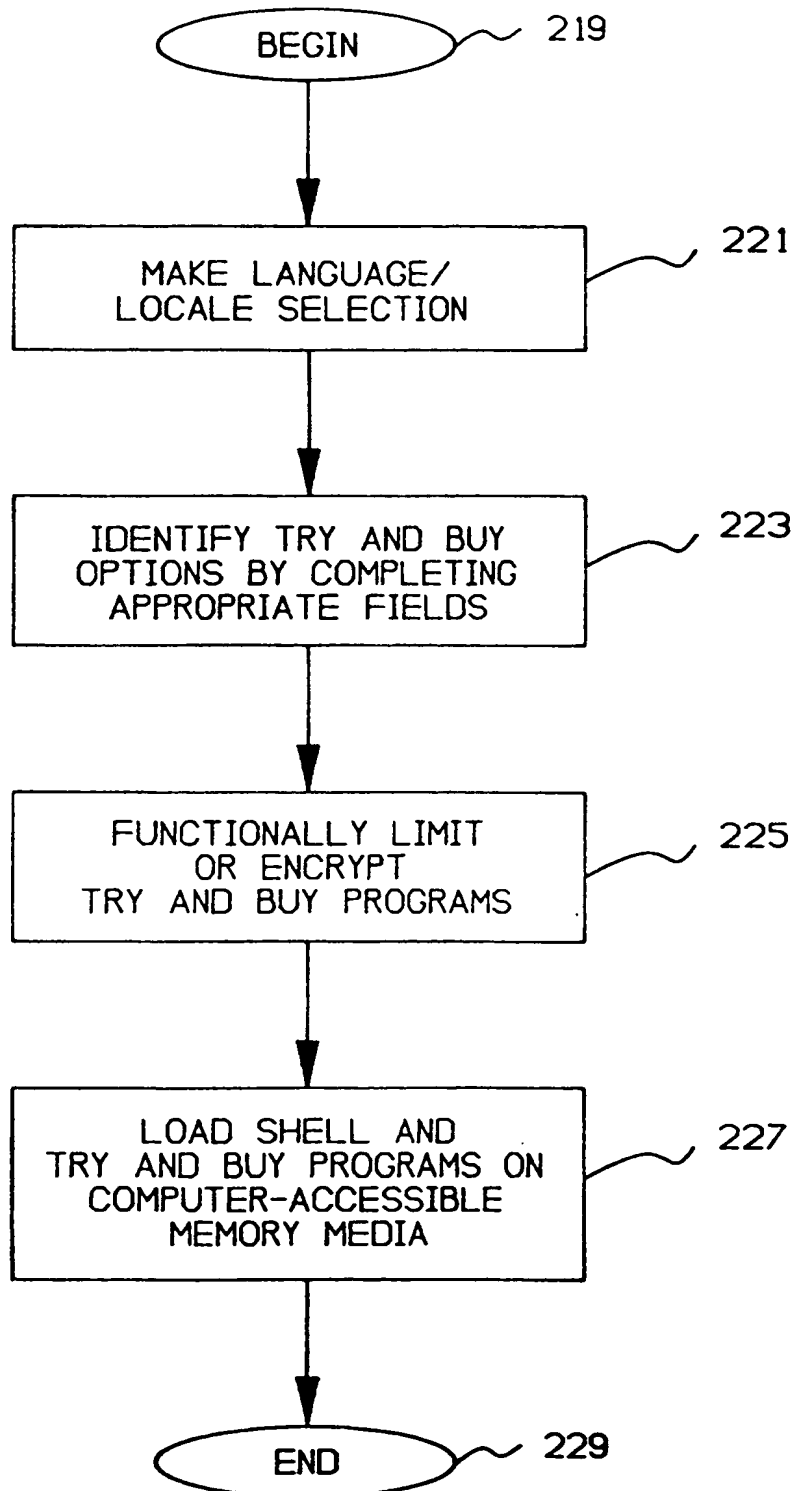 BEGIN
219
MAKE LANGUAGE/
LOCALE SELECTION
221
IDENTIFY TRY AND BUY
OPTIONS BY COMPLETING
APPROPRIATE FIELDS
223
FUNCTIONALLY LIMIT
OR ENCRYPT
TRY AND BUY PROGRAMS
225
LOAD SHELL AND
TRY AND BUY PROGRAMS ON
COMPUTER-ACCESSIBLE
MEMORY MEDIA
227
END
229